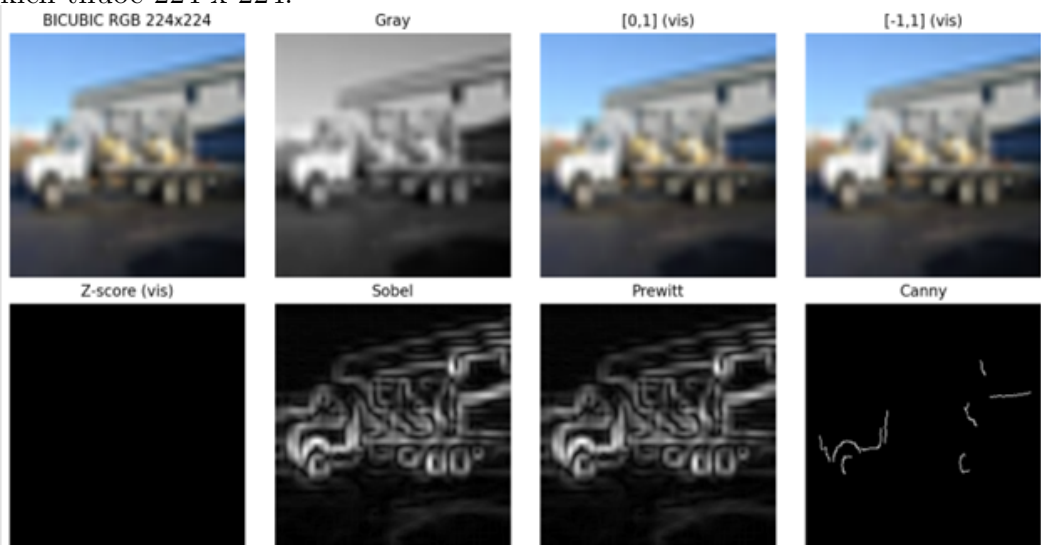 BICUBIC RGB 224x224 Gray [0,1] (vis) [-1,1] (vis)
Z-score (vis) Sobel Prewitt Canny